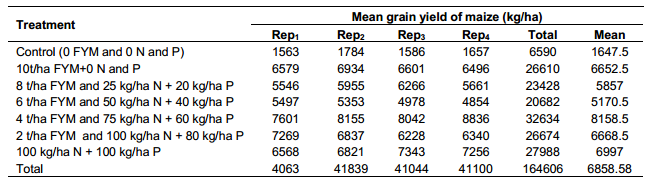 Treatment Mean grain yield of maize (kg/ha)
Rep1 Rep2 Rep3 Rep4 Total Mean
Control (0 FYM and 0 N and P) 1563 1784 1586 1657 6590 1647.5
10t/ha FYM+0 N and P 6579 6934 6601 6496 26610 6652.5
8 t/ha FYM and 25 kg/ha N + 20 kg/ha P 5546 5955 6266 5661 23428 5857
6 t/ha FYM and 50 kg/ha N + 40 kg/ha P 5497 5353 4978 4854 20682 5170.5
4 t/ha FYM and 75 kg/ha N + 60 kg/ha P 7601 8155 8042 8836 32634 8158.5
2 t/ha FYM and 100 kg/ha N + 80 kg/ha P 7269 6837 6228 6340 26674 6668.5
100 kg/ha N + 100 kg/ha P 6568 6821 7343 7256 27988 6997
Total 4063 41839 41044 41100 164606 6858.58